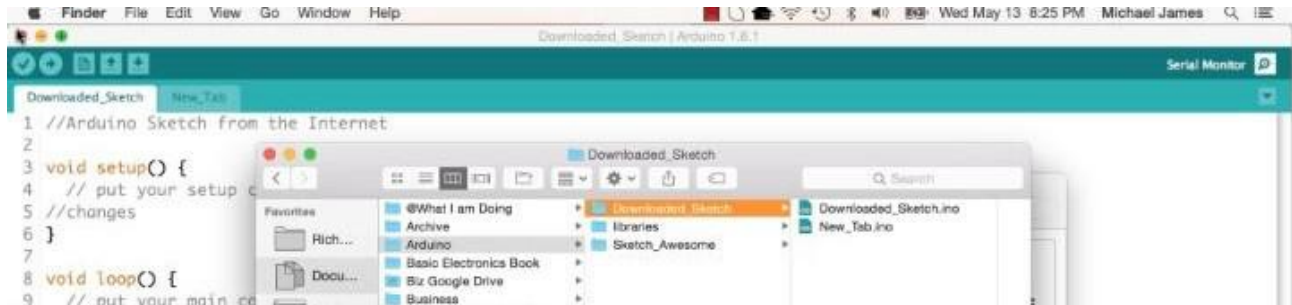 Finder File Edit View Go Window Help Wed May 13 8:25 PM Michael James
Downloaded_Sketch | Arduino 1.6.1
Serial Monitor
Downloaded_Sketch New_Tab
1 //Arduino Sketch from the Internet
2
3 void setup() {
4 // put your setup c
5 //changes
6 }
7
8 void loop() {
9 // put your main co
Downloaded_Sketch
Search
Favorites
Rich...
Docu...
@What I am Doing
Archive
Arduino
Basic Electronics Book
Biz Google Drive
Business
Downloaded_Sketch
libraries
Sketch_Awesome
Downloaded_Sketch.ino
New_Tab.ino